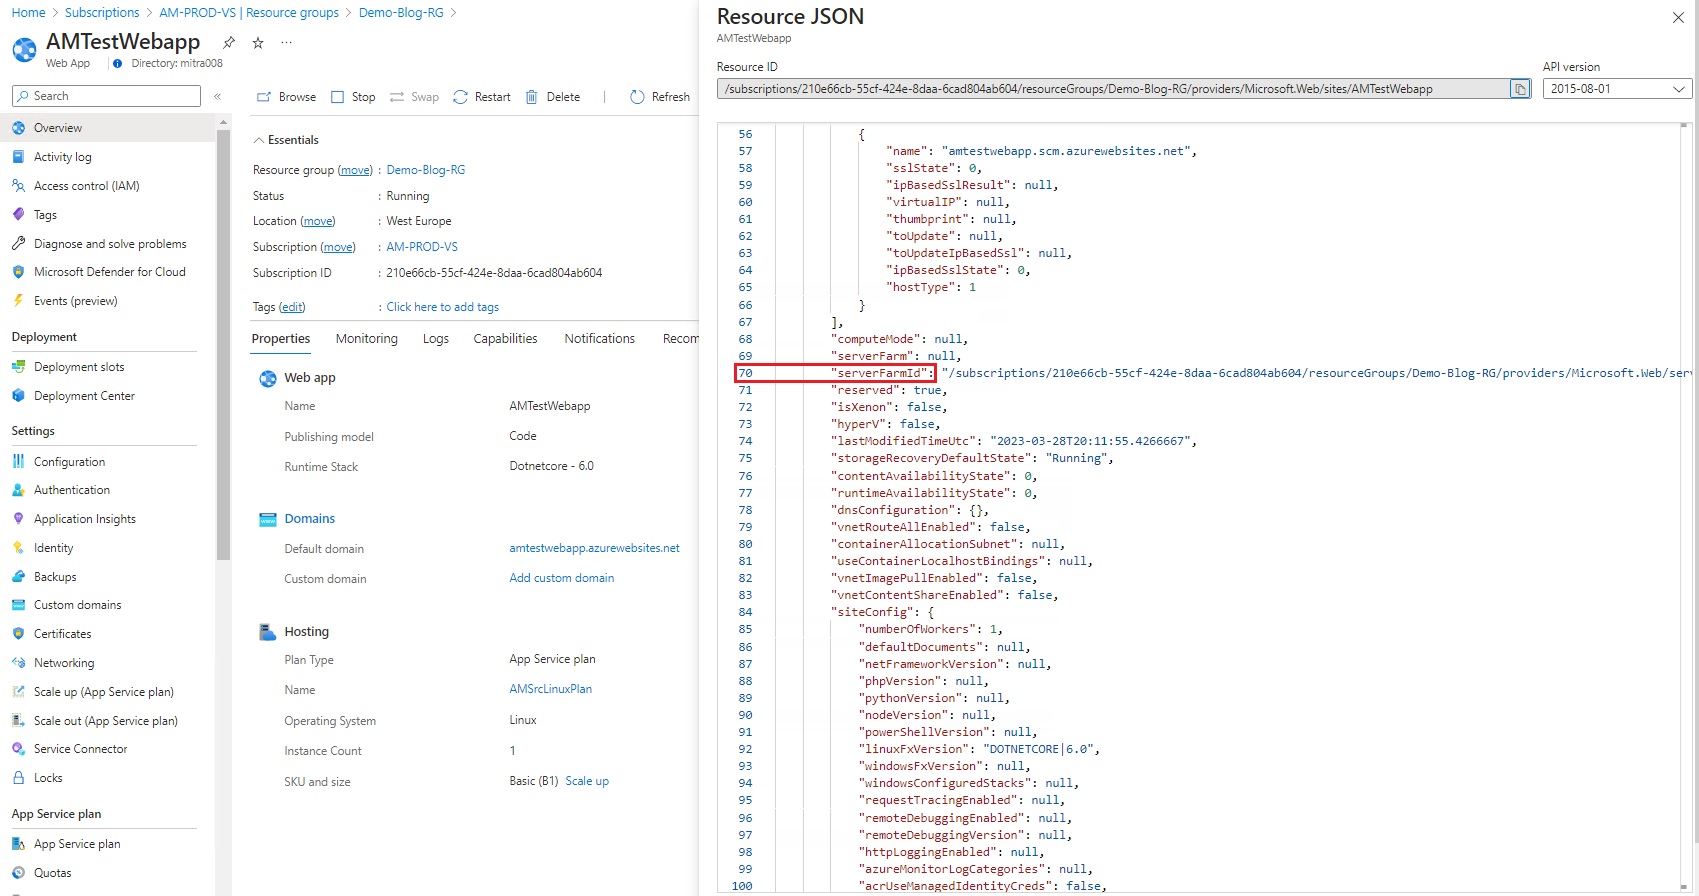 Home > Subscriptions > AM-PROD-VS | Resource groups > Demo-Blog-RG >
AMTestWebapp
Web App
Directory: mitra008
Search
«
Overview
Activity log
Access control (IAM)
Tags
Diagnose and solve problems
Microsoft Defender for Cloud
Events (preview)
Deployment
Deployment slots
Deployment Center
Settings
Configuration
Authentication
Application Insights
Identity
Backups
Custom domains
Certificates
Networking
Scale up (App Service plan)
Scale out (App Service plan)
Service Connector
Locks
App Service plan
App Service plan
Quotas
Browse Stop Swap Restart Delete Refresh
Essentials
Resource group (move) : Demo-Blog-RG
Status : Running
Location (move) : West Europe
Subscription (move) : AM-PROD-VS
Subscription ID : 210e66cb-55cf-424e-8daa-6cad804ab604
Tags (edit) : Click here to add tags
Properties Monitoring Logs Capabilities Notifications Recom
Web app
Name AMTestWebapp
Publishing model Code
Runtime Stack Dotnetcore - 6.0
Domains
Default domain amtestwebapp.azurewebsites.net
Custom domain Add custom domain
Hosting
Plan Type App Service plan
Name AMSrcLinuxPlan
Operating System Linux
Instance Count 1
SKU and size Basic (B1) Scale up
Resource JSON
AMTestWebapp
Resource ID
/subscriptions/210e66cb-55cf-424e-8daa-6cad804ab604/resourceGroups/Demo-Blog-RG/providers/Microsoft.Web/sites/AMTestWebapp
API version
2015-08-01
56 {
57 "name": "amtestwebapp.scm.azurewebsites.net",
58 "sslState": 0,
59 "ipBasedSslResult": null,
60 "virtualIP": null,
61 "thumbprint": null,
62 "toUpdate": null,
63 "toUpdateIpBasedSsl": null,
64 "ipBasedSslState": 0,
65 "hostType": 1
66 }
67 ],
68 "computeMode": null,
69 "serverFarm": null,
70 "serverFarmId": "/subscriptions/210e66cb-55cf-424e-8daa-6cad804ab604/resourceGroups/Demo-Blog-RG/providers/Microsoft.Web/ser
71 "reserved": true,
72 "isXenon": false,
73 "hyperV": false,
74 "lastModifiedTimeUtc": "2023-03-28T20:11:55.4266667",
75 "storageRecoveryDefaultState": "Running",
76 "contentAvailabilityState": 0,
77 "runtimeAvailabilityState": 0,
78 "dnsConfiguration": {},
79 "vnetRouteAllEnabled": false,
80 "containerAllocationSubnet": null,
81 "useContainerLocalhostBindings": null,
82 "vnetImagePullEnabled": false,
83 "vnetContentShareEnabled": false,
84 "siteConfig": {
85 "numberOfWorkers": 1,
86 "defaultDocuments": null,
87 "netFrameworkVersion": null,
88 "phpVersion": null,
89 "pythonVersion": null,
90 "nodeVersion": null,
91 "powerShellVersion": null,
92 "linuxFxVersion": "DOTNETCORE|6.0",
93 "windowsFxVersion": null,
94 "windowsConfiguredStacks": null,
95 "requestTracingEnabled": null,
96 "remoteDebuggingEnabled": null,
97 "remoteDebuggingVersion": null,
98 "httpLoggingEnabled": null,
99 "azureMonitorLogCategories": null,
100 "acrUseManagedIdentityCreds": false,